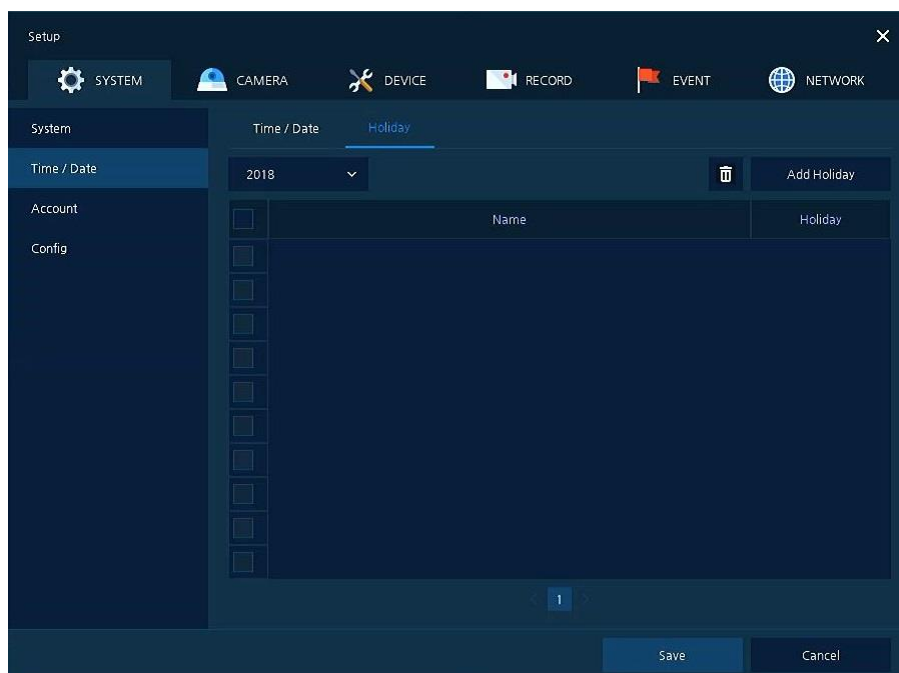 Setup
SYSTEM CAMERA DEVICE RECORD EVENT NETWORK
System
Time / Date
Account
Config
Time / Date Holiday
2018 Add Holiday
Name Holiday
1
Save Cancel